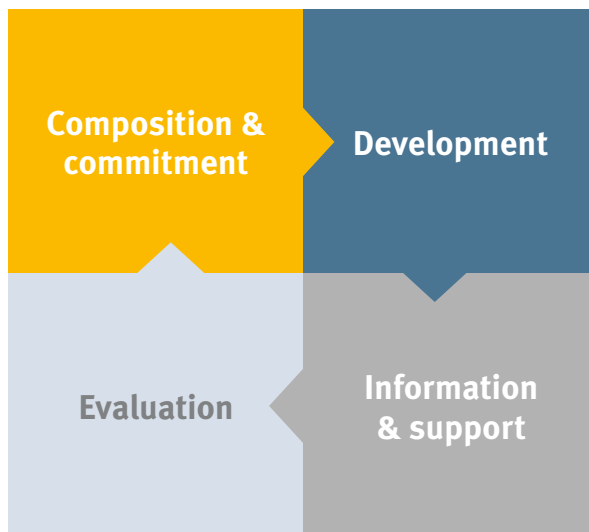 Composition &
commitment
Development
Evaluation
Information
& support